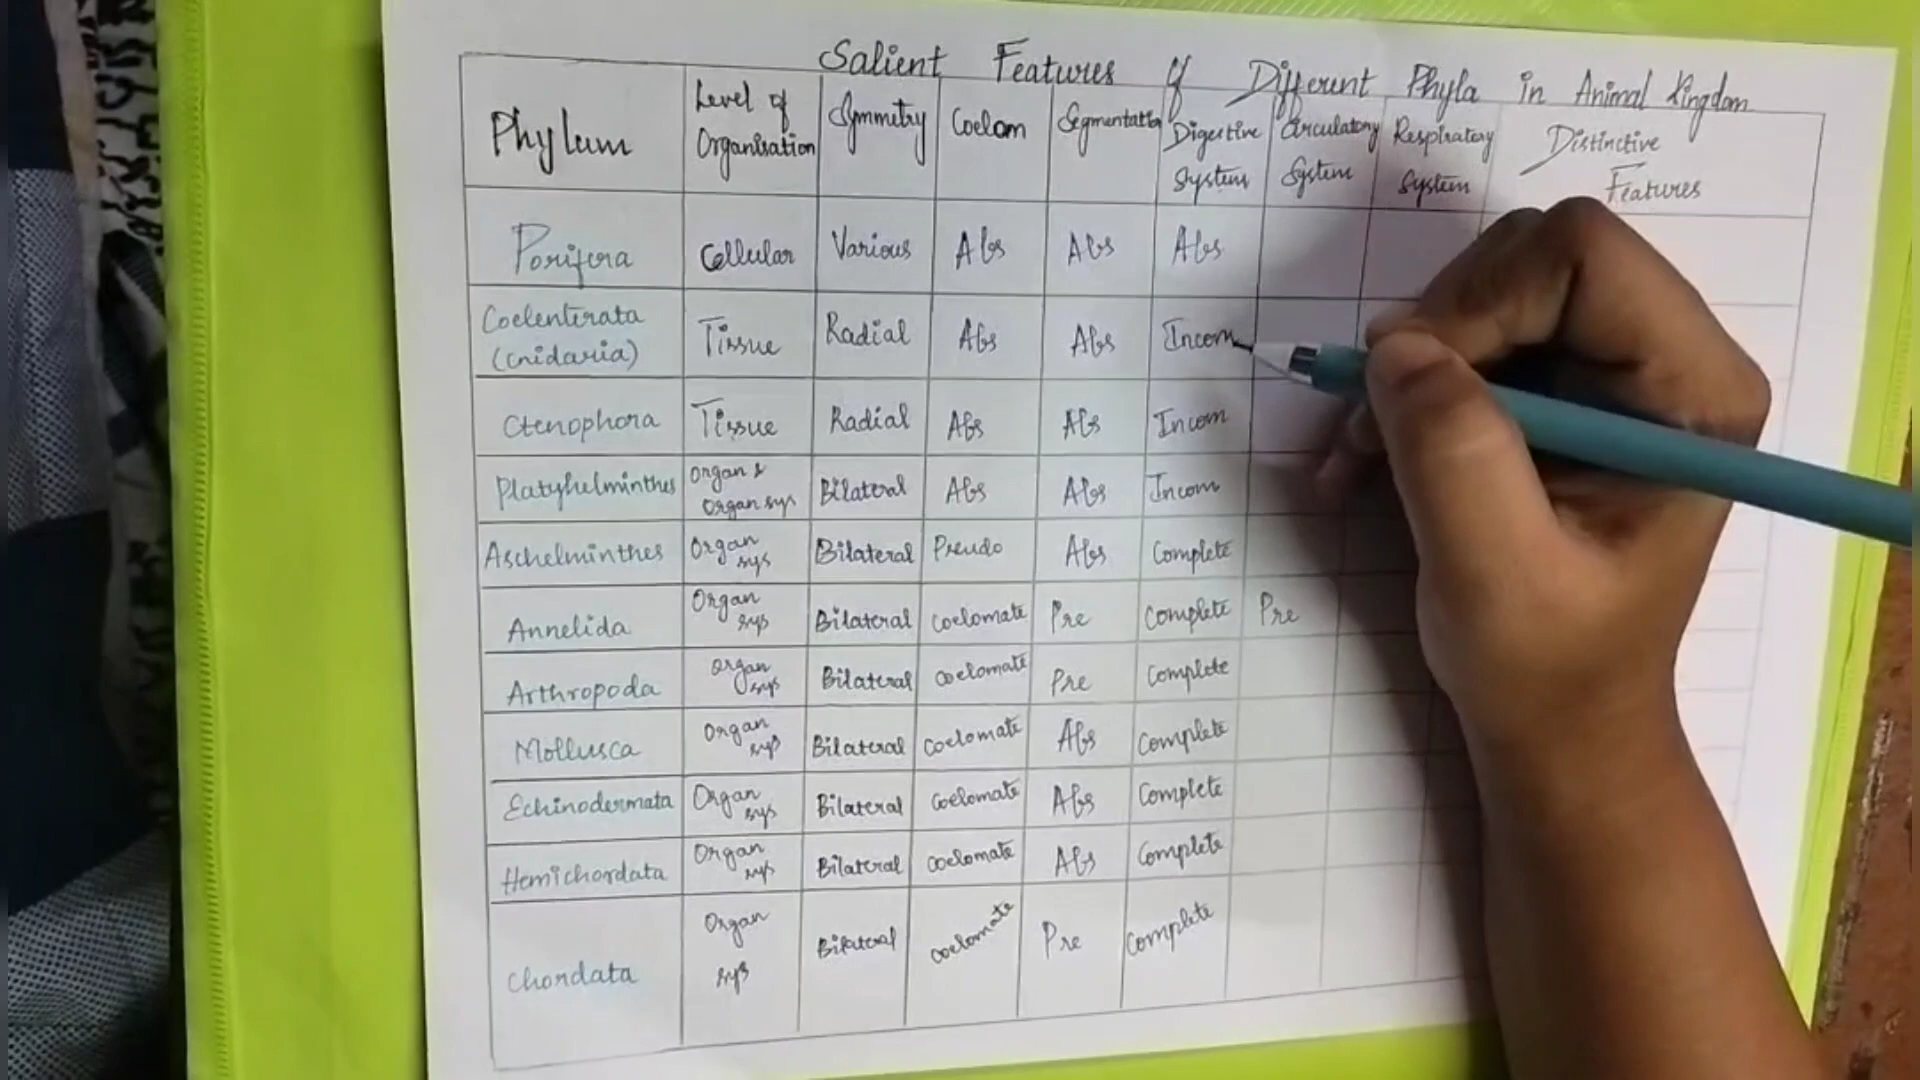 Salient Features of Different Phyla in Animal Kingdom
Phylum Level of Organisation Symmetry Coelom Segmentation Digestive System Circulatory System Respiratory System Distinctive Features
Porifera Cellular Various Abs Abs Abs
Coelenterata (Cnidaria) Tissue Radial Abs Abs Incom
Ctenophora Tissue Radial Abs Abs Incom
Platyhelminthes Organ & Organ sys Bilateral Abs Abs Incom
Aschelminthes Organ sys Bilateral Pseudo Abs Complete
Annelida Organ sys Bilateral Coelomate Pre Complete Pre
Arthropoda Organ sys Bilateral Coelomate Pre Complete
Mollusca Organ sys Bilateral Coelomate Abs Complete
Echinodermata Organ sys Bilateral Coelomate Abs Complete
Hemichordata Organ sys Bilateral Coelomate Abs Complete
Chordata Organ sys Bilateral Coelomate Pre Complete